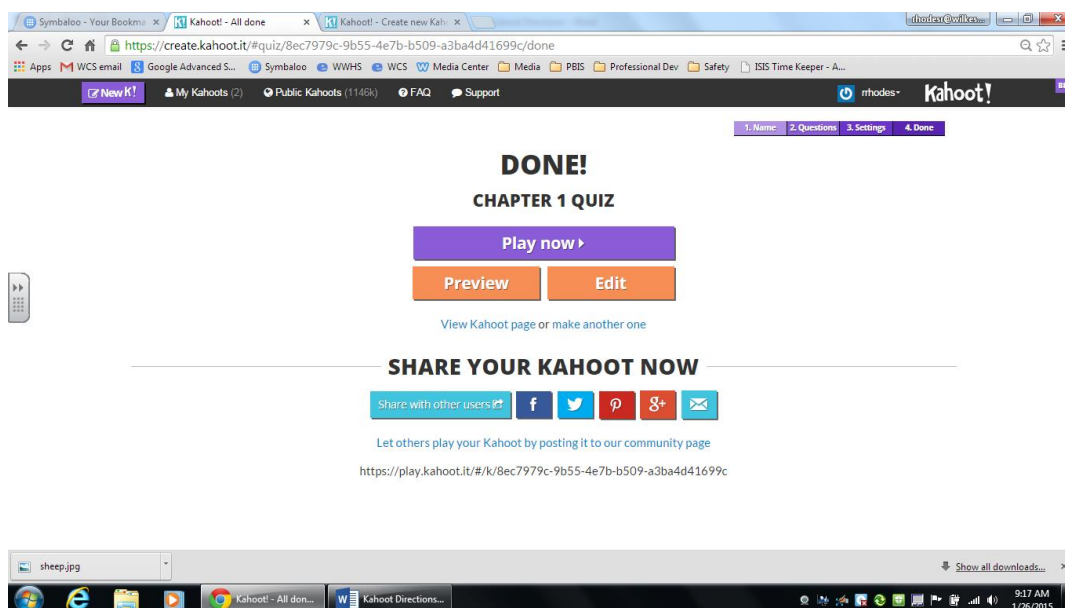 Symbaloo - Your Bookma
Kahoot! - All done
Kahoot! - Create new Kah
https://create.kahoot.it/#quiz/8ec7979c-9b55-4e7b-b509-a3ba4d41699c/done
Apps WCS email Google Advanced S... Symbaloo WWHS WCS Media Center Media PBIS Professional Dev Safety ISIS Time Keeper - A...
New K! My Kahoots (2) Public Kahoots (1146k) FAQ Support rrhodes Kahoot!
1. Name 2. Questions 3. Settings 4. Done
DONE!
CHAPTER 1 QUIZ
Play now
Preview Edit
View Kahoot page or make another one
SHARE YOUR KAHOOT NOW
Share with other users f 8+
Let others play your Kahoot by posting it to our community page
https://play.kahoot.it/#/k/8ec7979c-9b55-4e7b-b509-a3ba4d41699c
sheep.jpg Show all downloads...
Kahoot! - All don... W Kahoot Directions... 9:17 AM
1/26/2015